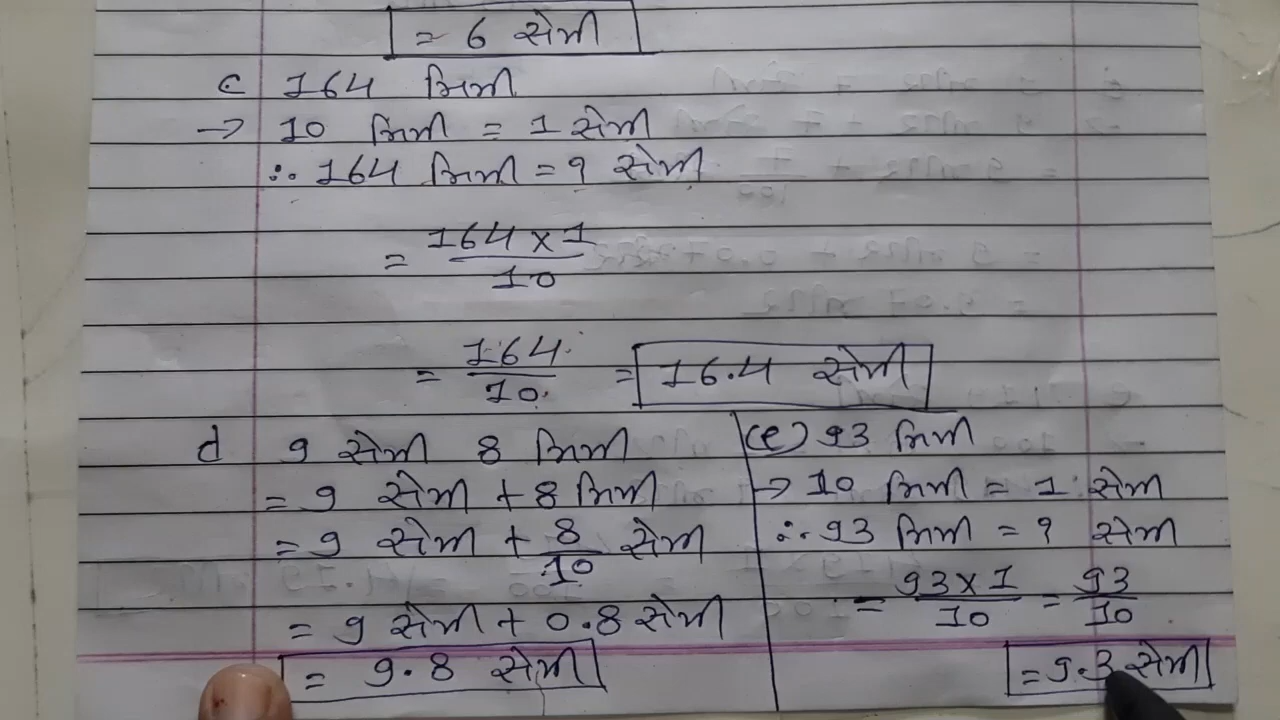 = 6 સેમી
c 164 મિમી
→ 10 મિમી = 1 સેમી
∴ 164 મિમી = ? સેમી
= 164 × 1
10
= 164
10
= 16.4 સેમી
d 9 સેમી 8 મિમી
= 9 સેમી + 8 મિમી
= 9 સેમી + 8/10 સેમી
= 9 સેમી + 0.8 સેમી
= 9.8 સેમી
(e) 93 મિમી
→ 10 મિમી = 1 સેમી
∴ 93 મિમી = ? સેમી
= 93 × 1/10 = 93/10
= 9.3 સેમી